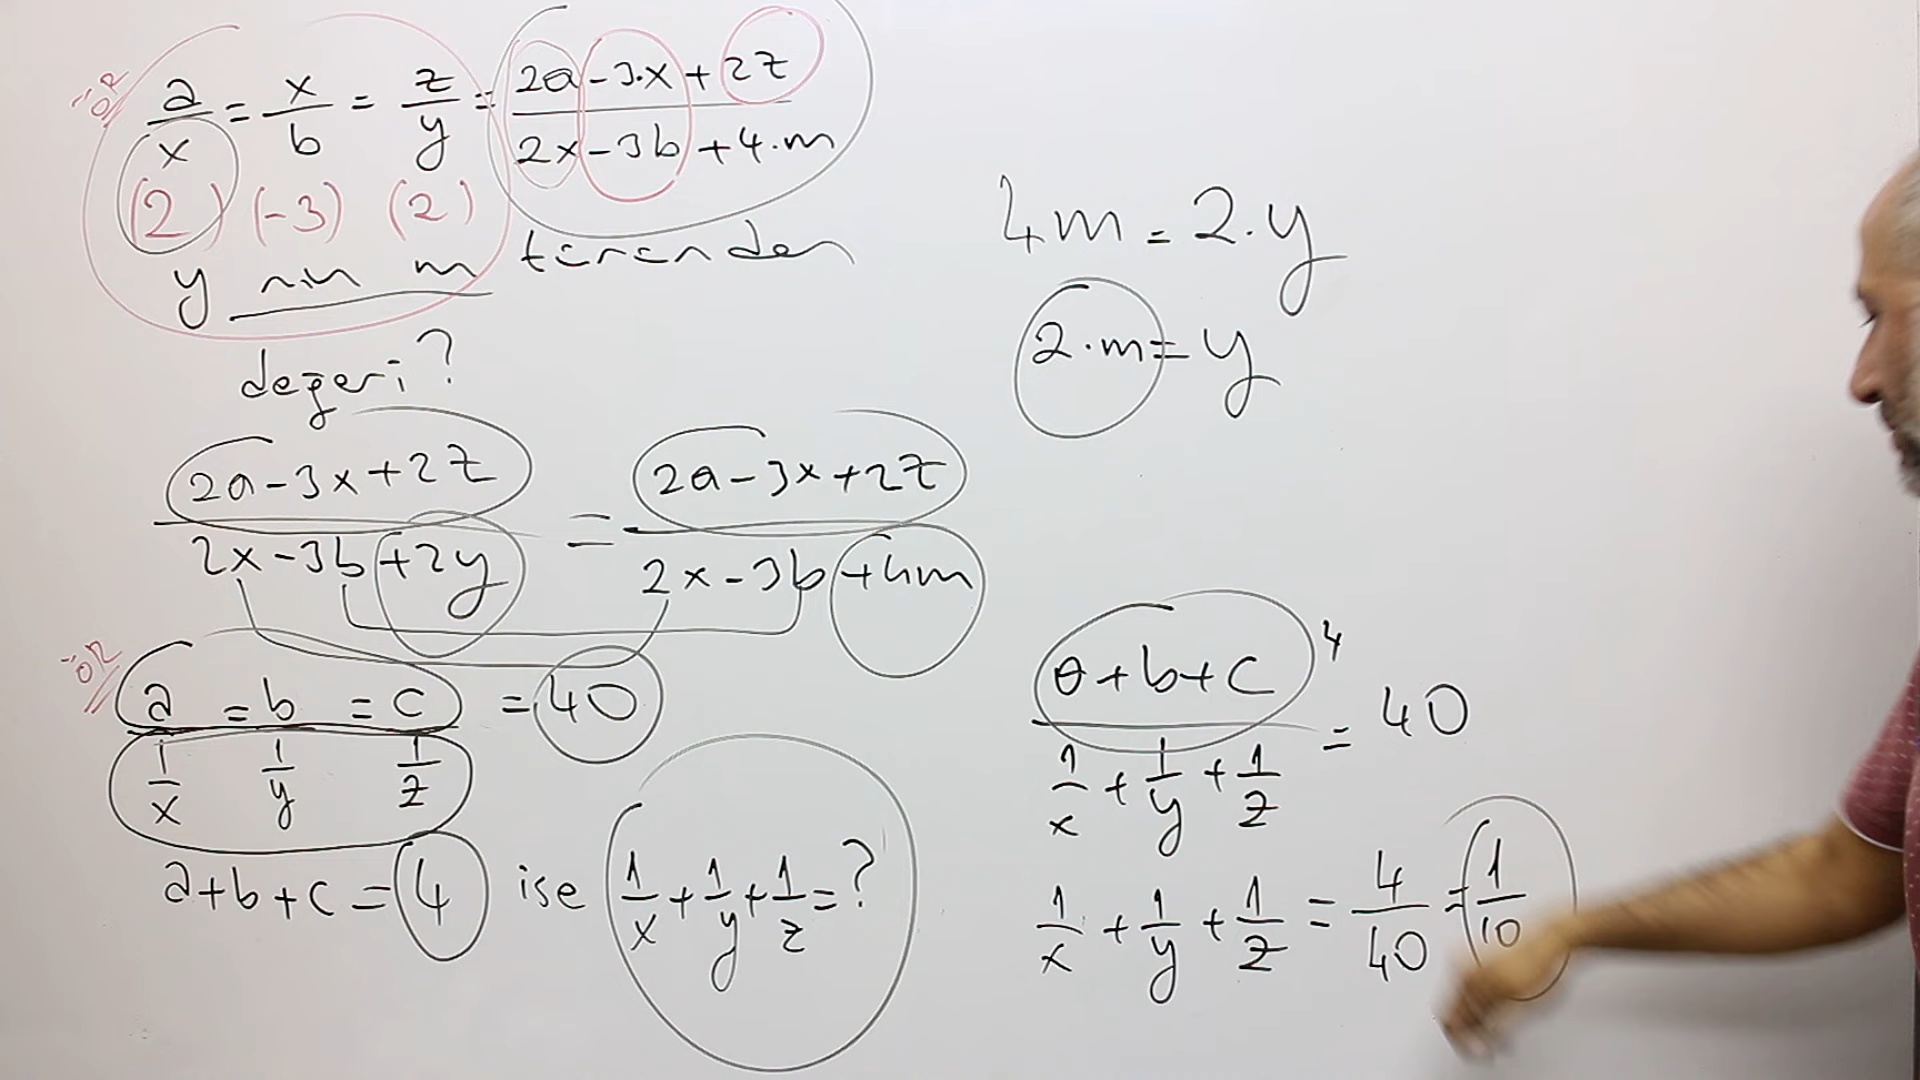 ÖR
a/x = x/b = z/y = (2a-3·x+2z)/(2x-3b+4·m)
(2) (-3) (2)
y nin m türünden
değeri?
(2a-3x+2z)/(2x-3b+2y) = (2a-3x+2z)/(2x-3b+4m)
4m = 2·y
2·m = y
ÖR
a/(1/x) = b/(1/y) = c/(1/z) = 40
a+b+c = 4 ise 1/x + 1/y + 1/z = ?
(a+b+c)/(1/x + 1/y + 1/z) = 40
4
1/x + 1/y + 1/z = 4/40 = 1/10